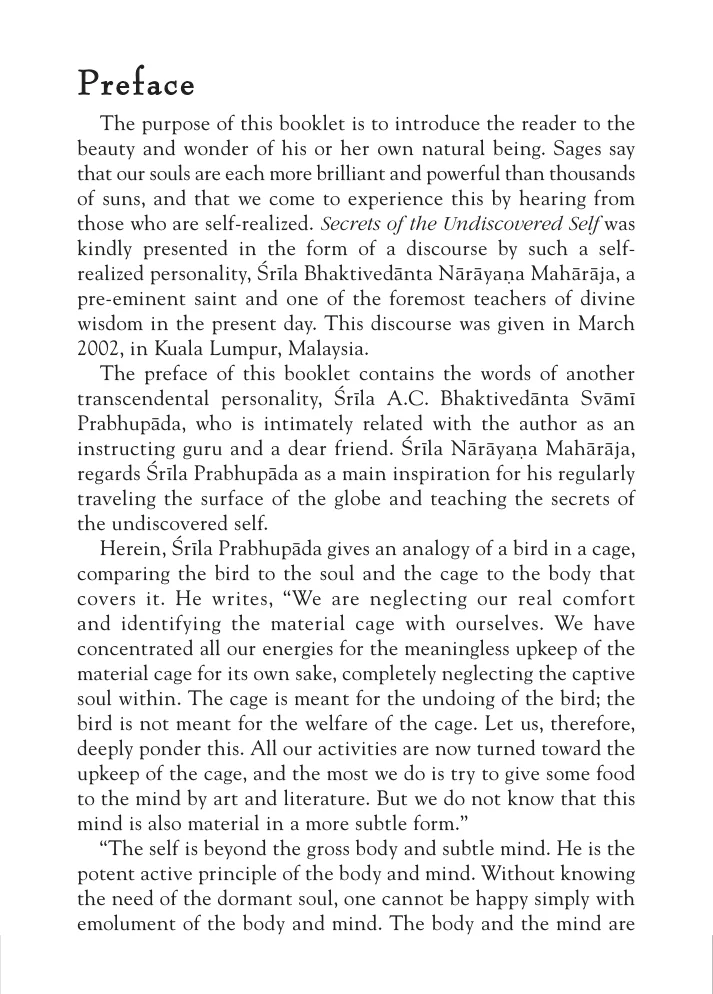 Preface
The purpose of this booklet is to introduce the reader to the
beauty and wonder of his or her own natural being. Sages say
that our souls are each more brilliant and powerful than thousands
of suns, and that we come to experience this by hearing from
those who are self-realized. Secrets of the Undiscovered Self was
kindly presented in the form of a discourse by such a self-
realized personality, Śrīla Bhaktivedānta Nārāyaṇa Mahārāja, a
pre-eminent saint and one of the foremost teachers of divine
wisdom in the present day. This discourse was given in March
2002, in Kuala Lumpur, Malaysia.
The preface of this booklet contains the words of another
transcendental personality, Śrīla A.C. Bhaktivedānta Svāmī
Prabhupāda, who is intimately related with the author as an
instructing guru and a dear friend. Śrīla Nārāyaṇa Mahārāja,
regards Śrīla Prabhupāda as a main inspiration for his regularly
traveling the surface of the globe and teaching the secrets of
the undiscovered self.
Herein, Śrīla Prabhupāda gives an analogy of a bird in a cage,
comparing the bird to the soul and the cage to the body that
covers it. He writes, “We are neglecting our real comfort
and identifying the material cage with ourselves. We have
concentrated all our energies for the meaningless upkeep of the
material cage for its own sake, completely neglecting the captive
soul within. The cage is meant for the undoing of the bird; the
bird is not meant for the welfare of the cage. Let us, therefore,
deeply ponder this. All our activities are now turned toward the
upkeep of the cage, and the most we do is try to give some food
to the mind by art and literature. But we do not know that this
mind is also material in a more subtle form.”
“The self is beyond the gross body and subtle mind. He is the
potent active principle of the body and mind. Without knowing
the need of the dormant soul, one cannot be happy simply with
emolument of the body and mind. The body and the mind are